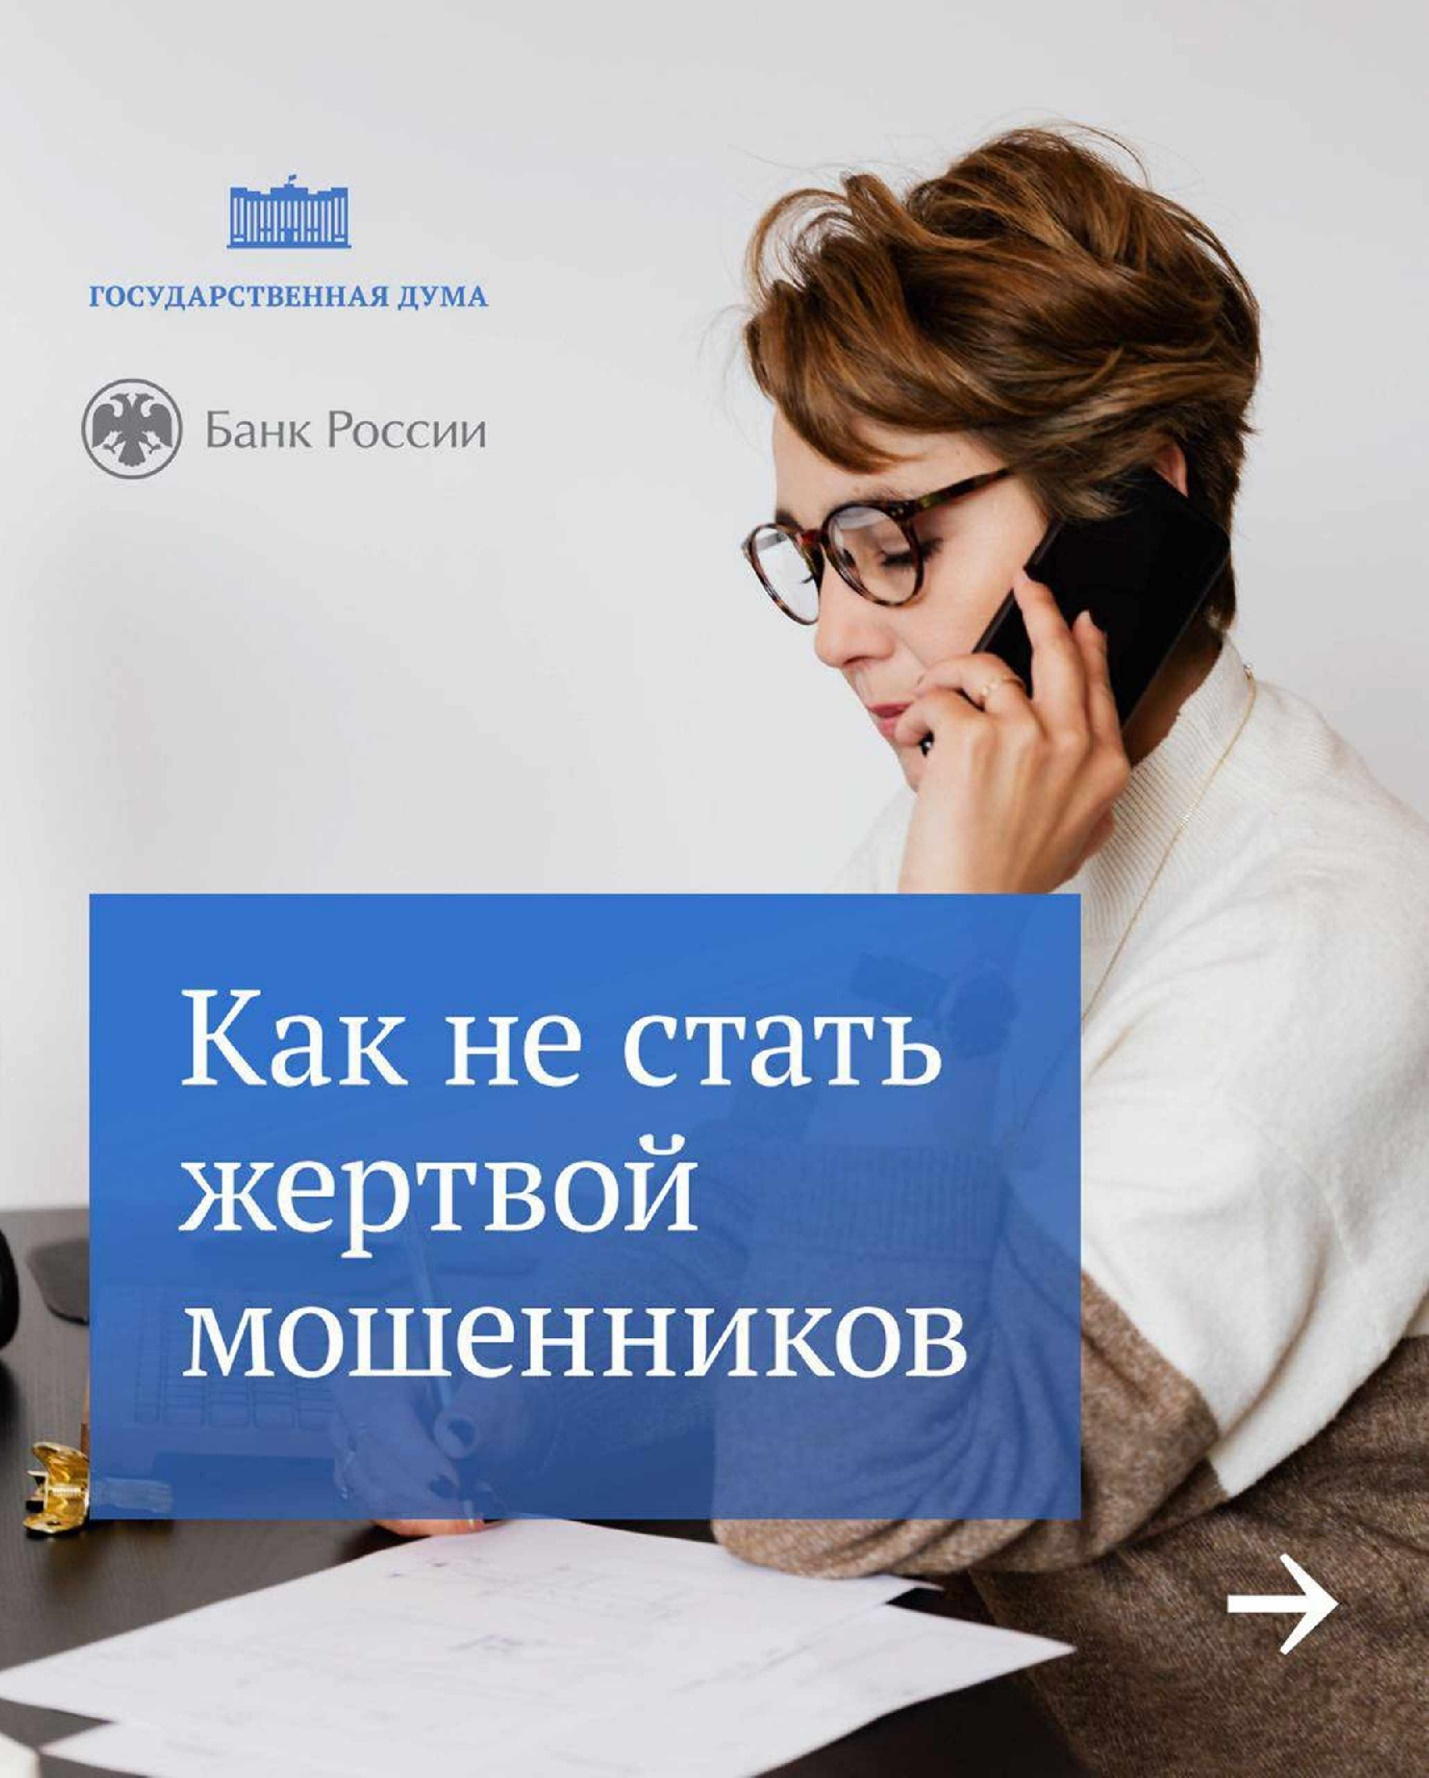 ГОСУДАРСТВЕННАЯ ДУМА
Банк России
Как не стать
жертвой
мошенников